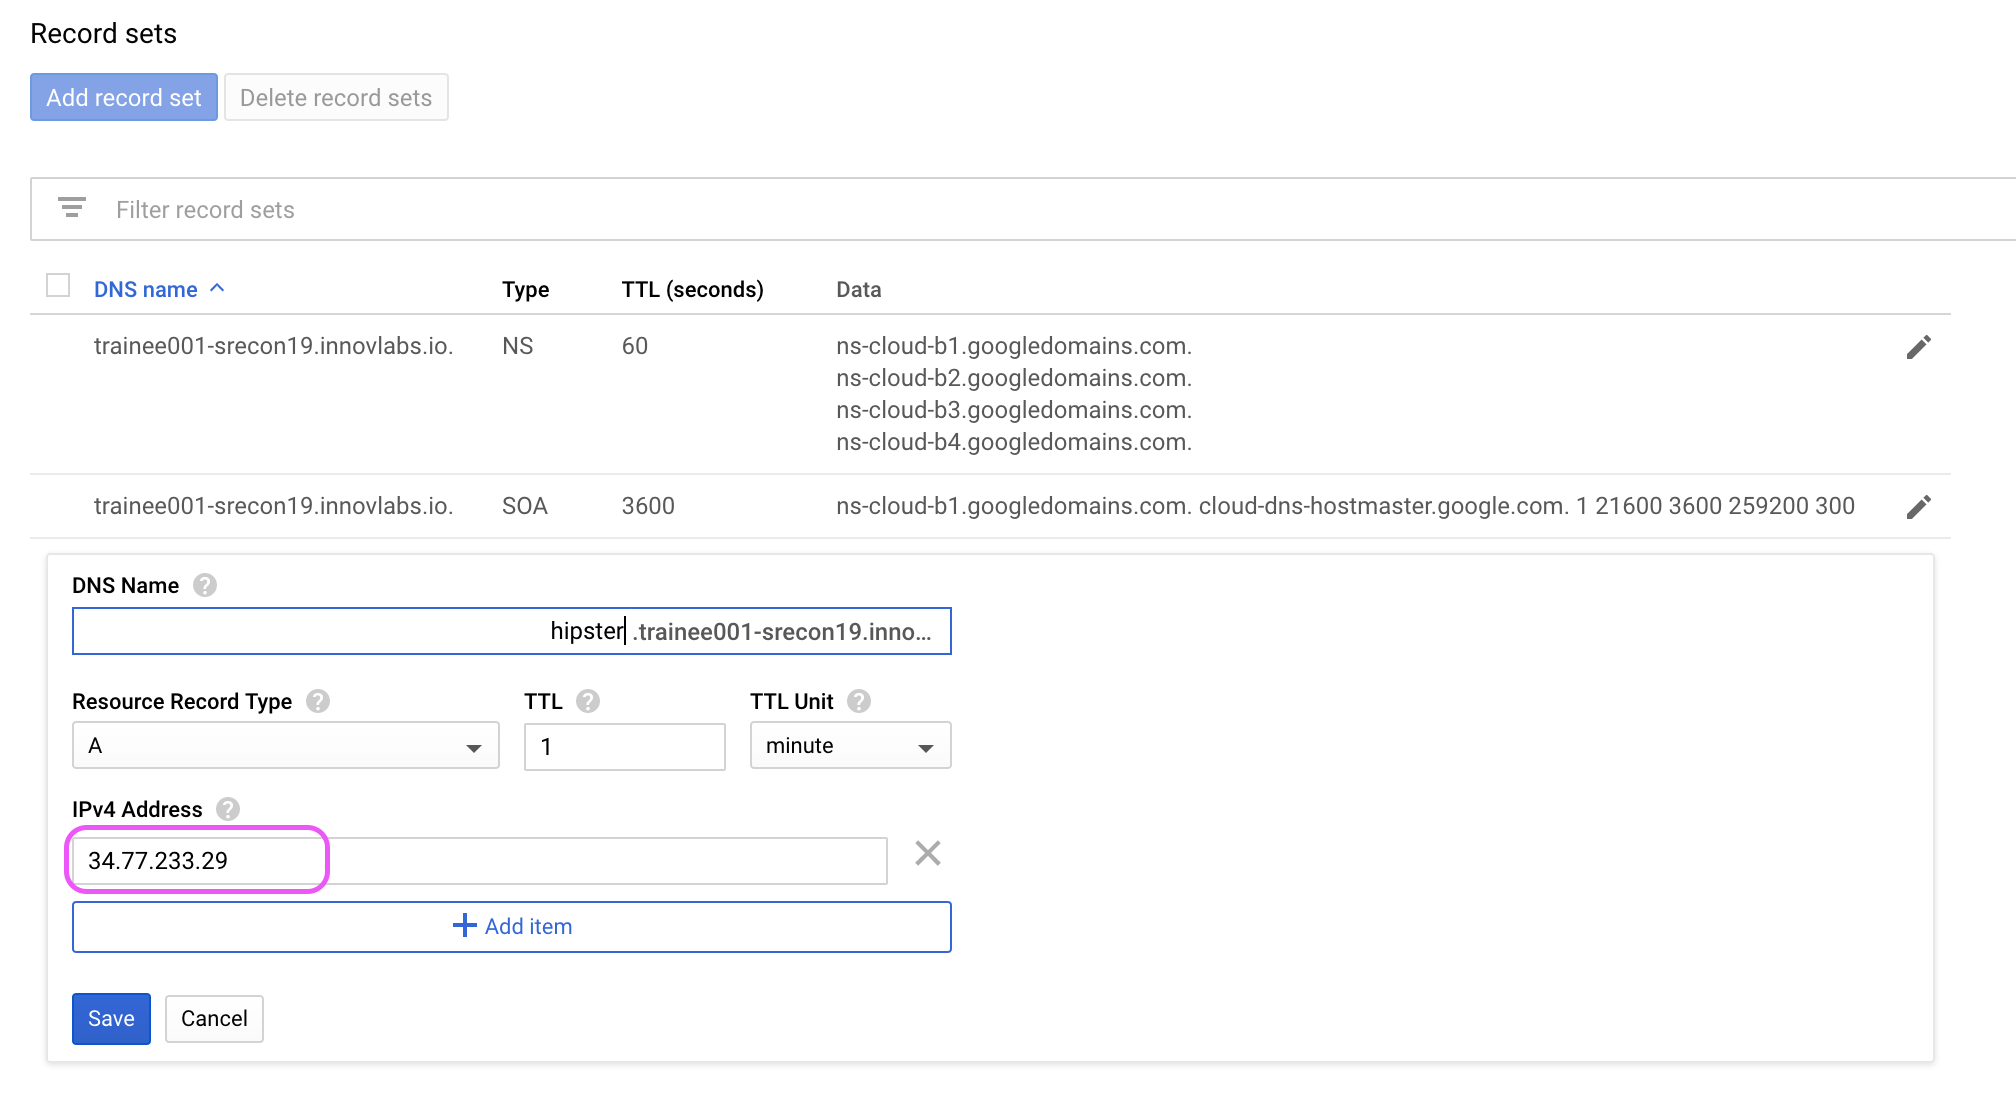 Record sets
Add record set Delete record sets
Filter record sets
DNS name Type TTL (seconds) Data
trainee001-srecon19.innovlabs.io. NS 60 ns-cloud-b1.googledomains.com.
ns-cloud-b2.googledomains.com.
ns-cloud-b3.googledomains.com.
ns-cloud-b4.googledomains.com.
trainee001-srecon19.innovlabs.io. SOA 3600 ns-cloud-b1.googledomains.com. cloud-dns-hostmaster.google.com. 1 21600 3600 259200 300
DNS Name ?
hipster .trainee001-srecon19.inno...
Resource Record Type ? TTL ? TTL Unit ?
A 1 minute
IPv4 Address ?
34.77.233.29
Add item
Save Cancel